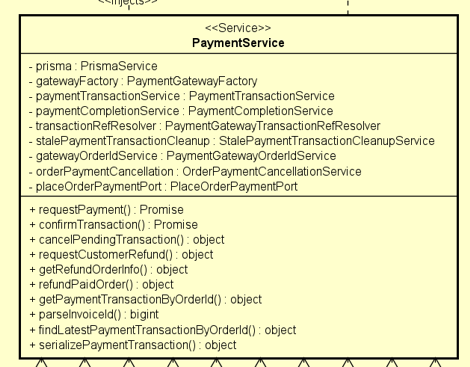 <<Injects>>
<<Service>>
PaymentService
- prisma : PrismaService
- gatewayFactory : PaymentGatewayFactory
- paymentTransactionService : PaymentTransactionService
- paymentCompletionService : PaymentCompletionService
- transactionRefResolver : PaymentGatewayTransactionRefResolver
- stalePaymentTransactionCleanup : StalePaymentTransactionCleanupService
- gatewayOrderIdService : PaymentGatewayOrderIdService
- orderPaymentCancellation : OrderPaymentCancellationService
- placeOrderPaymentPort : PlaceOrderPaymentPort
+ requestPayment() : Promise
+ confirmTransaction() : Promise
+ cancelPendingTransaction() : object
+ requestCustomerRefund() : object
+ getRefundOrderInfo() : object
+ refundPaidOrder() : object
+ getPaymentTransactionByOrderId() : object
+ parseInvoiceId() : bigint
+ findLatestPaymentTransactionByOrderId() : object
+ serializePaymentTransaction() : object